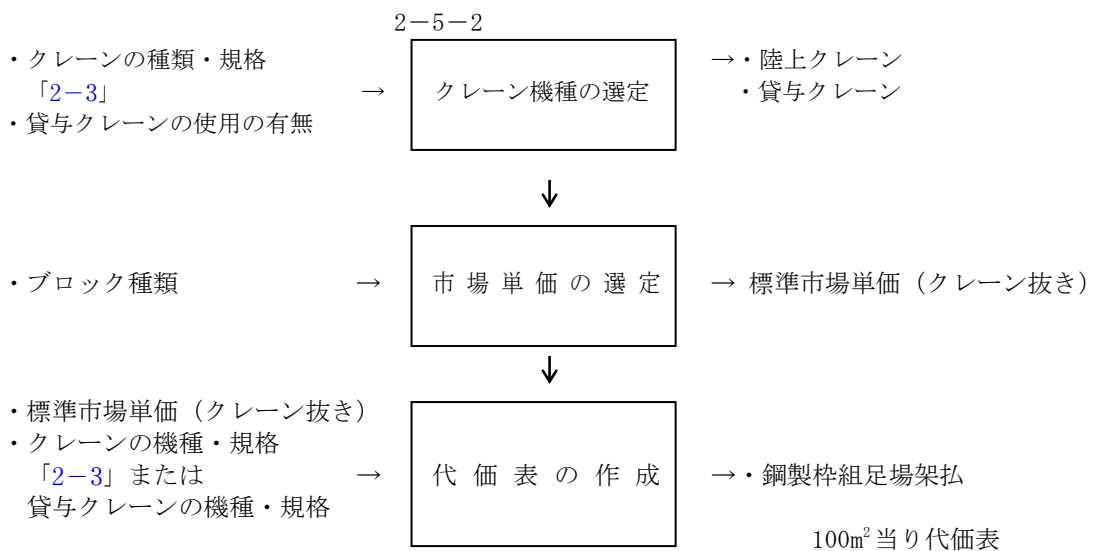 2－5－2
・クレーンの種類・規格
「2－3」
・貸与クレーンの使用の有無
→
クレーン機種の選定
→・陸上クレーン
・貸与クレーン
↓
・ブロック種類
→
市 場 単 価 の 選 定
→ 標準市場単価（クレーン抜き）
↓
・標準市場単価（クレーン抜き）
・クレーンの機種・規格
「2－3」または
貸与クレーンの機種・規格
→
代 価 表 の 作 成
→・鋼製枠組足場架払
100m²当り代価表